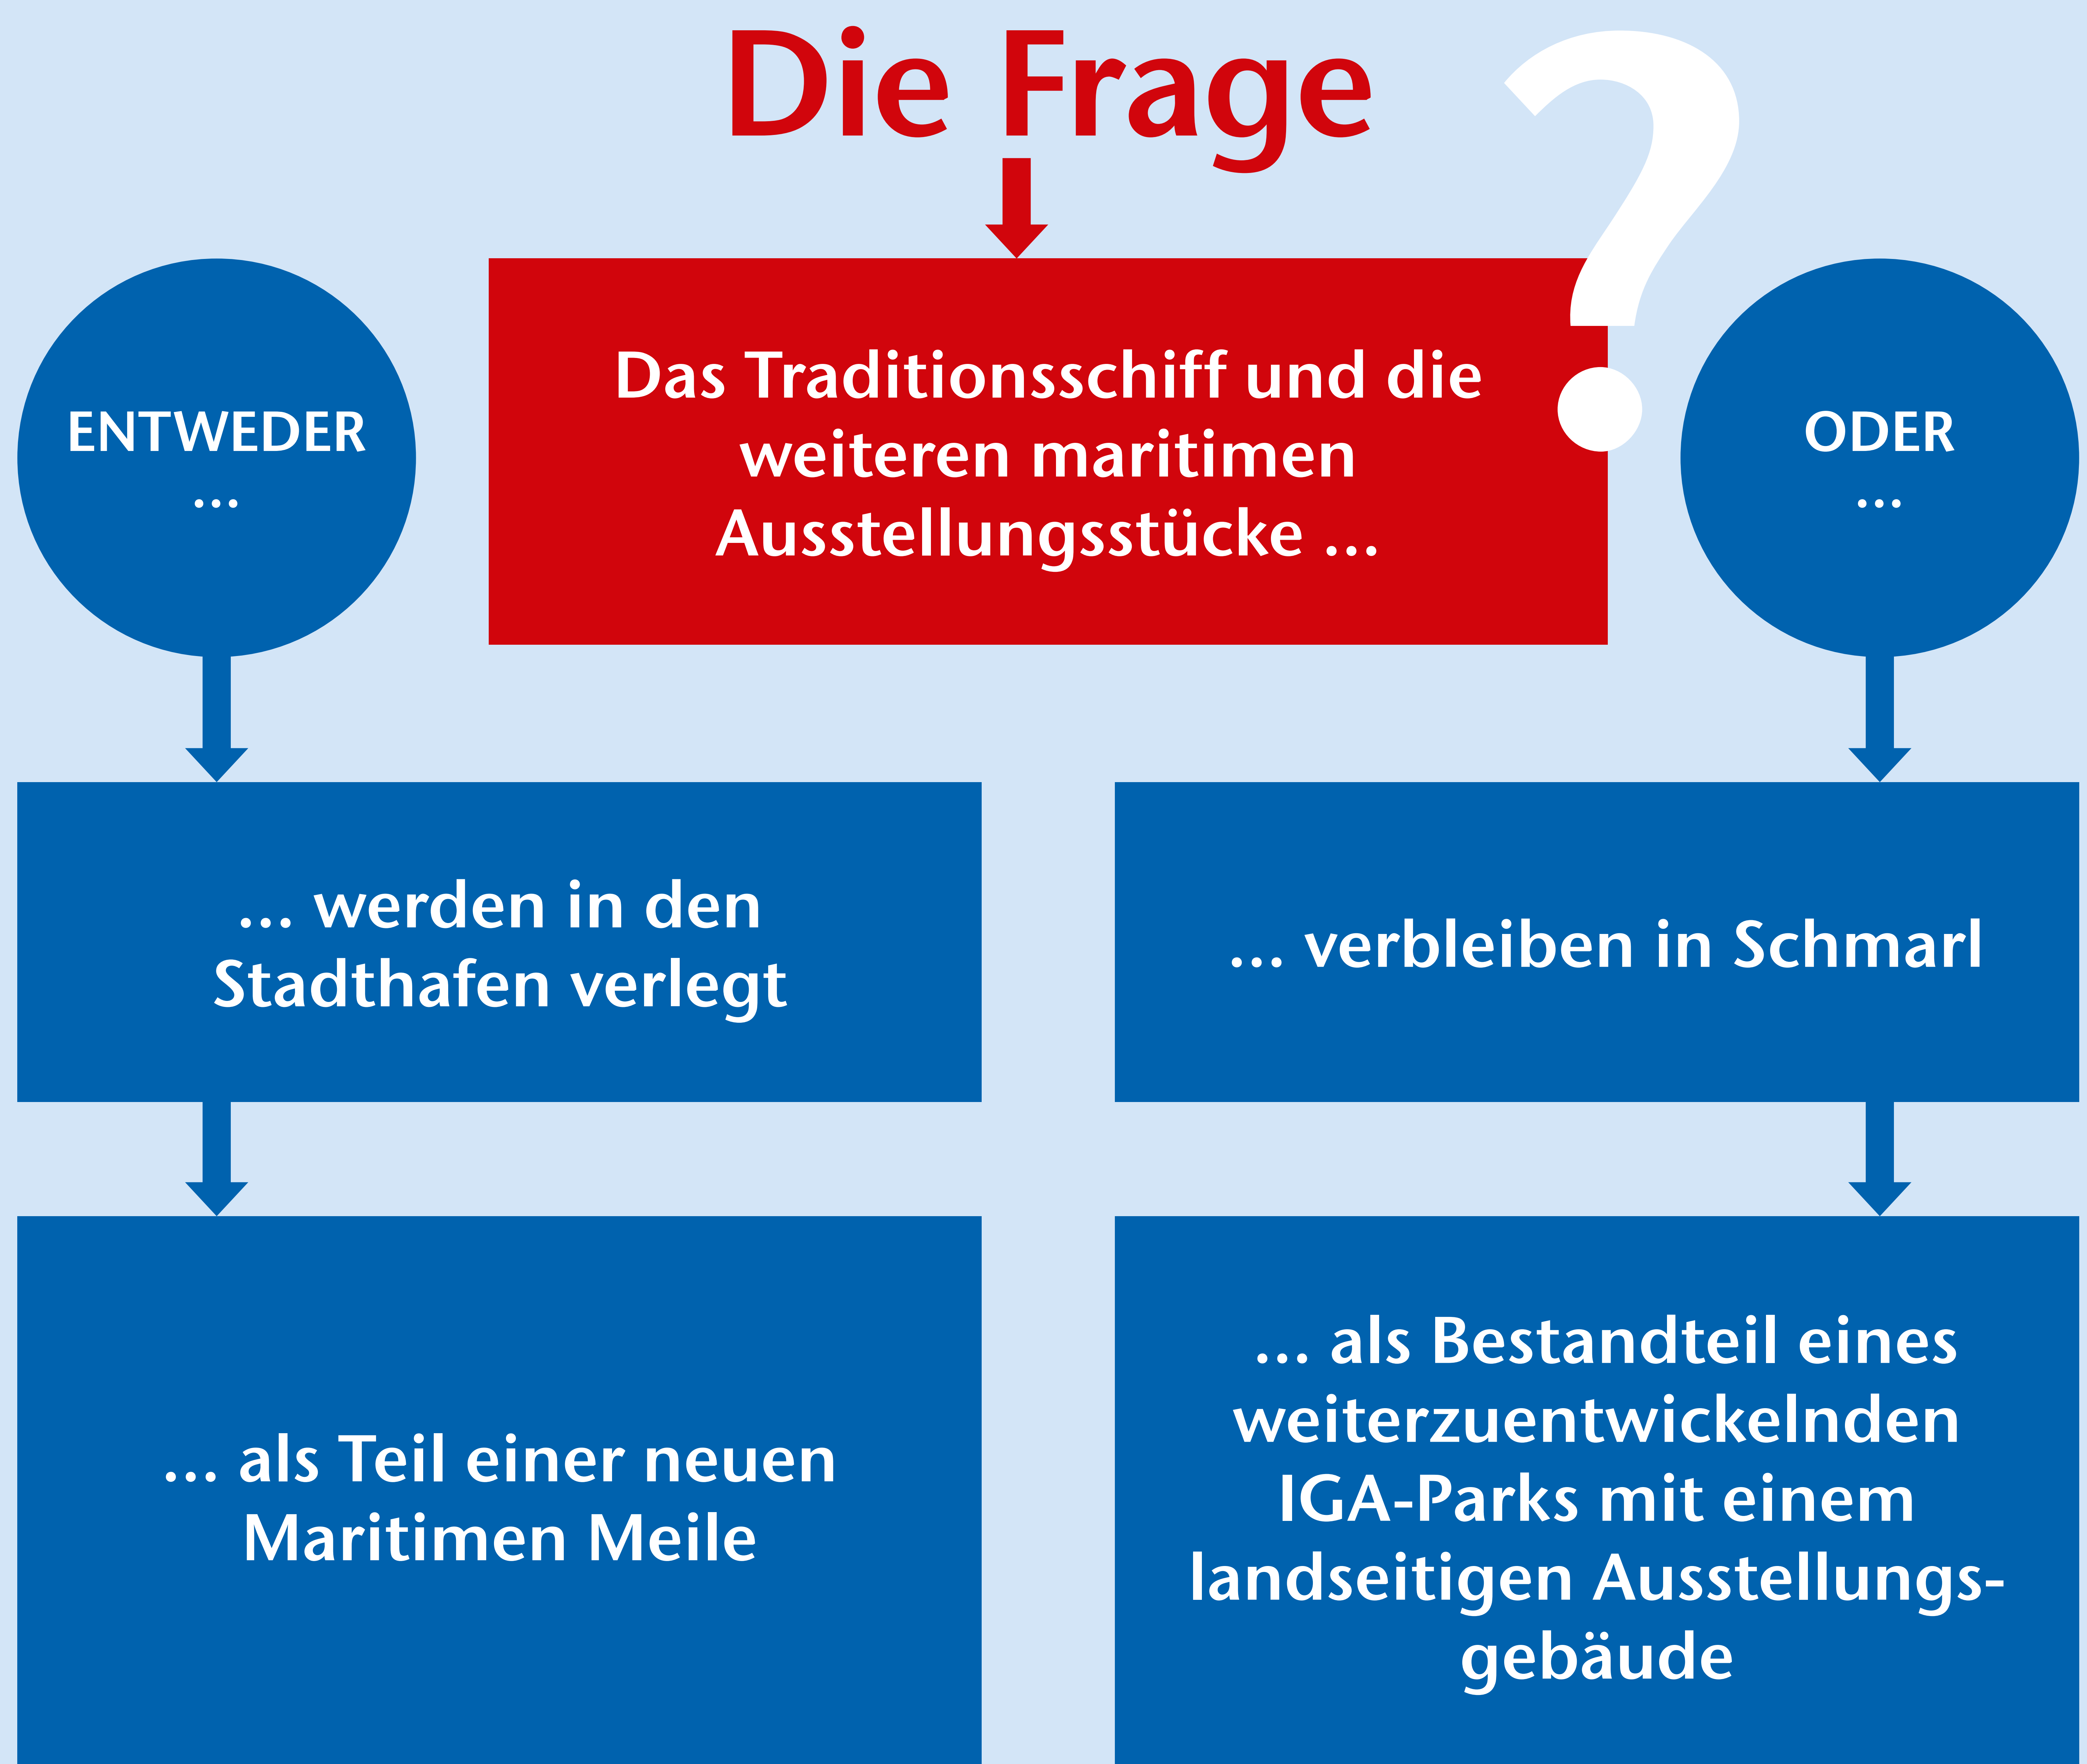 Die Frage
?
Das Traditionsschiff und die
weiteren maritimen
Ausstellungsstücke ...
ENTWEDER
...
... werden in den
Stadthafen verlegt
... als Teil einer neuen
Maritimen Meile
ODER
...
... verbleiben in Schmarl
... als Bestandteil eines
weiterzuentwickelnden
IGA-Parks mit einem
landseitigen Ausstellungs-
gebäude